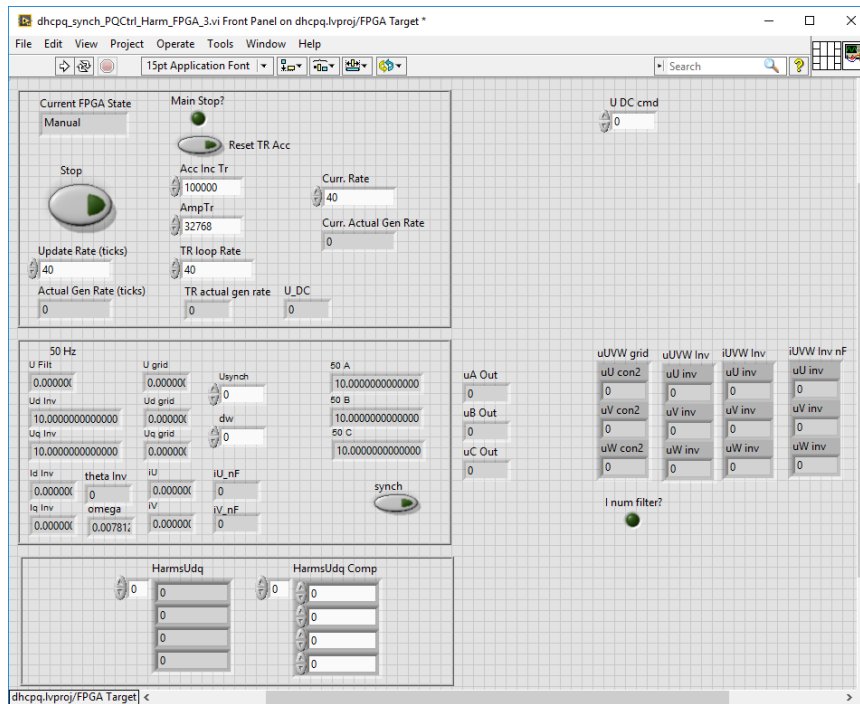 dhcpq_synch_PQCtrl_Harm_FPGA_3.vi Front Panel on dhcpq.lvproj/FPGA Target *
File Edit View Project Operate Tools Window Help
15pt Application Font
Search
?
Current FPGA State
Manual
Main Stop?
Reset TR Acc
Stop
Acc Inc Tr
100000
AmpTr
32768
Curr. Rate
40
Curr. Actual Gen Rate
0
Update Rate (ticks)
40
TR loop Rate
40
Actual Gen Rate (ticks)
0
TR actual gen rate
0
U_DC
0
U DC cmd
0
50 Hz
U Filt
0.00000(
Ud Inv
10.0000000000000
Uq Inv
10.0000000000000
Id Inv
0.00000(
Iq Inv
0.00000(
theta Inv
0
omega
0.007812
U grid
0.00000(
Ud grid
0.00000(
Uq grid
0.00000(
iU
0.00000(
iV
0.00000(
Usynch
0
dw
0
iU_nF
0
iV_nF
0
50 A
10.0000000000000
50 B
10.0000000000000
50 C
10.0000000000000
synch
uA Out
0
uB Out
0
uC Out
0
uUVW grid
uU con2
0
uV con2
0
uW con2
0
uUVW Inv
uU inv
0
uV inv
0
uW inv
0
iUVW Inv
uU inv
0
uV inv
0
uW inv
0
iUVW Inv nF
uU inv
0
uV inv
0
uW inv
0
I num filter?
HarmsUdq
0
0
0
0
0
HarmsUdq Comp
0
0
0
0
0
dhcpq.lvproj/FPGA Target